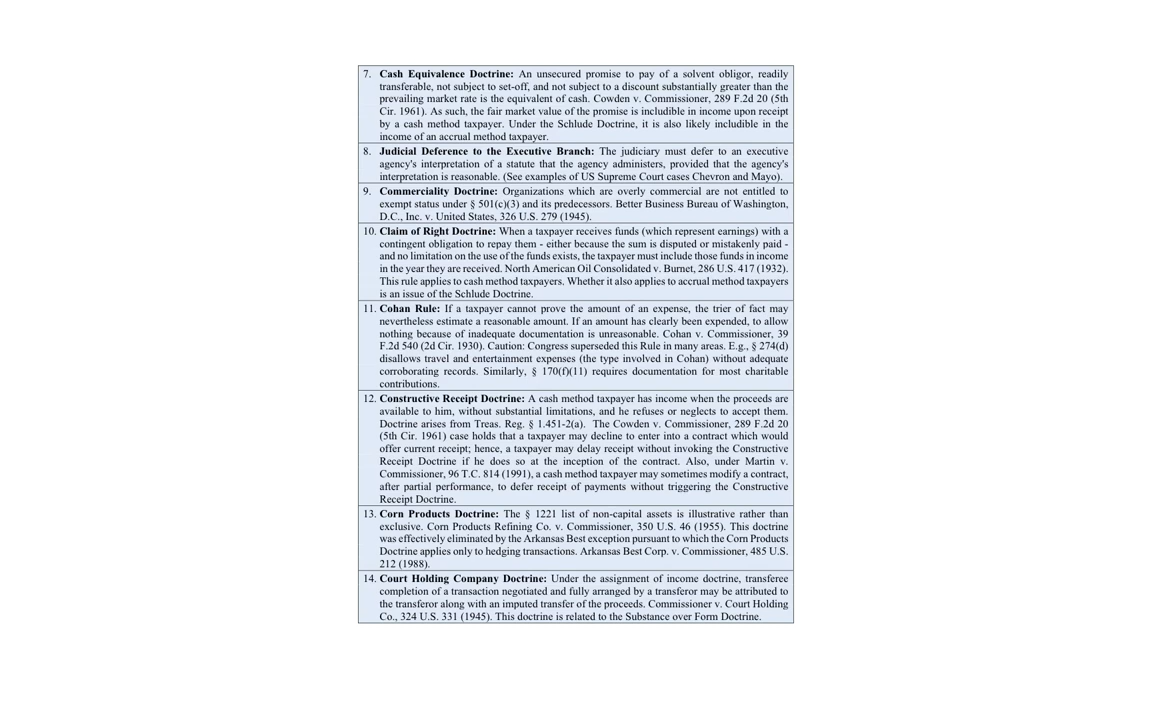 7. Cash Equivalence Doctrine: An unsecured promise to pay of a solvent obligor, readily
transferable, not subject to set-off, and not subject to a discount substantially greater than the
prevailing market rate is the equivalent of cash. Cowden v. Commissioner, 289 F.2d 20 (5th
Cir. 1961). As such, the fair market value of the promise is includible in income upon receipt
by a cash method taxpayer. Under the Schlude Doctrine, it is also likely includible in the
income of an accrual method taxpayer.
8. Judicial Deference to the Executive Branch: The judiciary must defer to an executive
agency's interpretation of a statute that the agency administers, provided that the agency's
interpretation is reasonable. (See examples of US Supreme Court cases Chevron and Mayo).
9. Commerciality Doctrine: Organizations which are overly commercial are not entitled to
exempt status under § 501(c)(3) and its predecessors. Better Business Bureau of Washington,
D.C., Inc. v. United States, 326 U.S. 279 (1945).
10. Claim of Right Doctrine: When a taxpayer receives funds (which represent earnings) with a
contingent obligation to repay them - either because the sum is disputed or mistakenly paid -
and no limitation on the use of the funds exists, the taxpayer must include those funds in income
in the year they are received. North American Oil Consolidated v. Burnet, 286 U.S. 417 (1932).
This rule applies to cash method taxpayers. Whether it also applies to accrual method taxpayers
is an issue of the Schlude Doctrine.
11. Cohan Rule: If a taxpayer cannot prove the amount of an expense, the trier of fact may
nevertheless estimate a reasonable amount. If an amount has clearly been expended, to allow
nothing because of inadequate documentation is unreasonable. Cohan v. Commissioner, 39
F.2d 540 (2d Cir. 1930). Caution: Congress superseded this Rule in many areas. E.g., § 274(d)
disallows travel and entertainment expenses (the type involved in Cohan) without adequate
corroborating records. Similarly, § 170(f)(11) requires documentation for most charitable
contributions.
12. Constructive Receipt Doctrine: A cash method taxpayer has income when the proceeds are
available to him, without substantial limitations, and he refuses or neglects to accept them.
Doctrine arises from Treas. Reg. § 1.451-2(a). The Cowden v. Commissioner, 289 F.2d 20
(5th Cir. 1961) case holds that a taxpayer may decline to enter into a contract which would
offer current receipt; hence, a taxpayer may delay receipt without invoking the Constructive
Receipt Doctrine if he does so at the inception of the contract. Also, under Martin v.
Commissioner, 96 T.C. 814 (1991), a cash method taxpayer may sometimes modify a contract,
after partial performance, to defer receipt of payments without triggering the Constructive
Receipt Doctrine.
13. Corn Products Doctrine: The § 1221 list of non-capital assets is illustrative rather than
exclusive. Corn Products Refining Co. v. Commissioner, 350 U.S. 46 (1955). This doctrine
was effectively eliminated by the Arkansas Best exception pursuant to which the Corn Products
Doctrine applies only to hedging transactions. Arkansas Best Corp. v. Commissioner, 485 U.S.
212 (1988).
14. Court Holding Company Doctrine: Under the assignment of income doctrine, transferee
completion of a transaction negotiated and fully arranged by a transferor may be attributed to
the transferor along with an imputed transfer of the proceeds. Commissioner v. Court Holding
Co., 324 U.S. 331 (1945). This doctrine is related to the Substance over Form Doctrine.